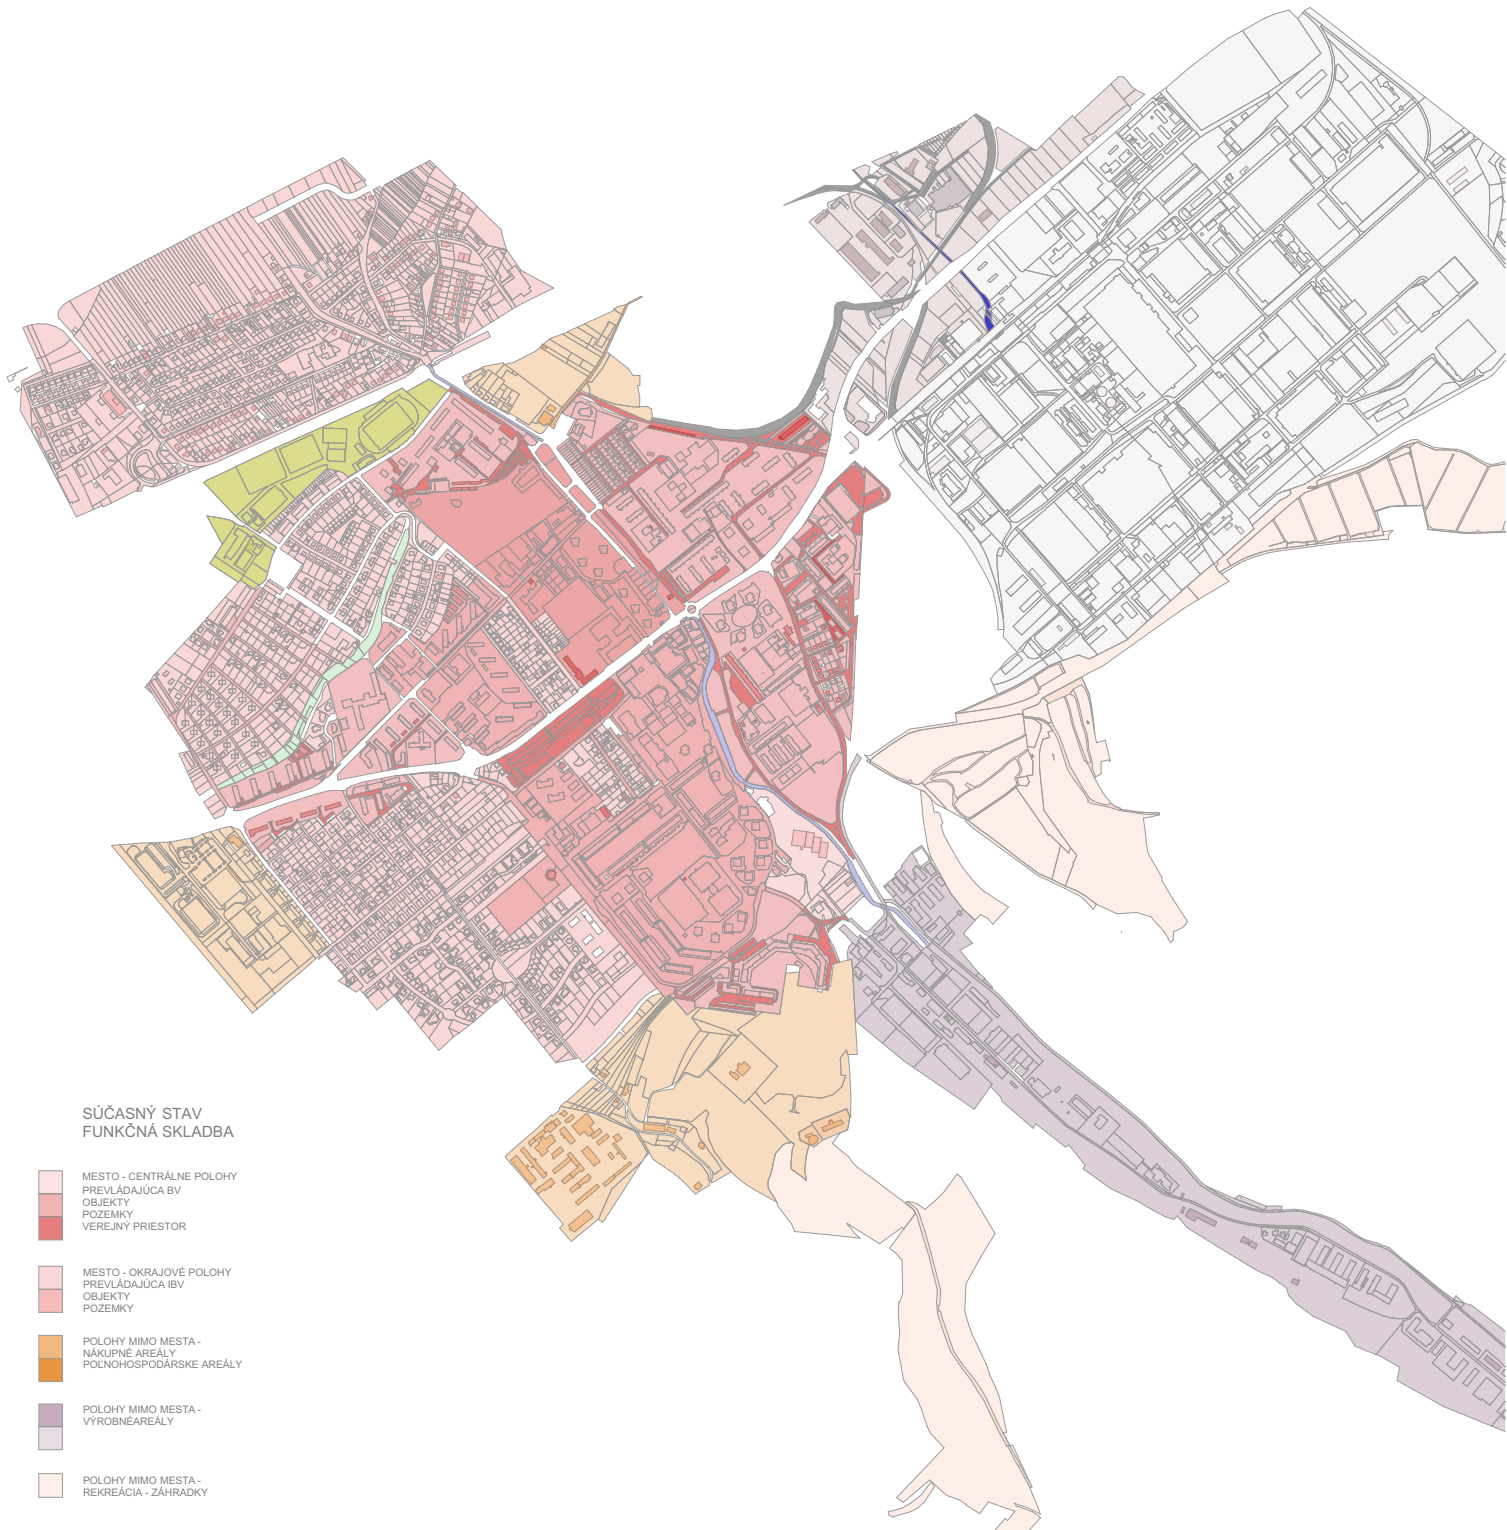 SÚČASNÝ STAV
FUNKČNÁ SKLADBA
MESTO - CENTRÁLNE POLOHY
PREVLÁDAJÚCA BV
OBJEKTY
POZEMKY
VEREJNÝ PRIESTOR
MESTO - OKRAJOVÉ POLOHY
PREVLÁDAJÚCA IBV
OBJEKTY
POZEMKY
POLOHY MIMO MESTA -
NÁKUPNÉ AREÁLY
POĽNOHOSPODÁRSKE AREÁLY
POLOHY MIMO MESTA -
VÝROBNÉAREÁLY
POLOHY MIMO MESTA -
REKREÁCIA - ZÁHRADKY